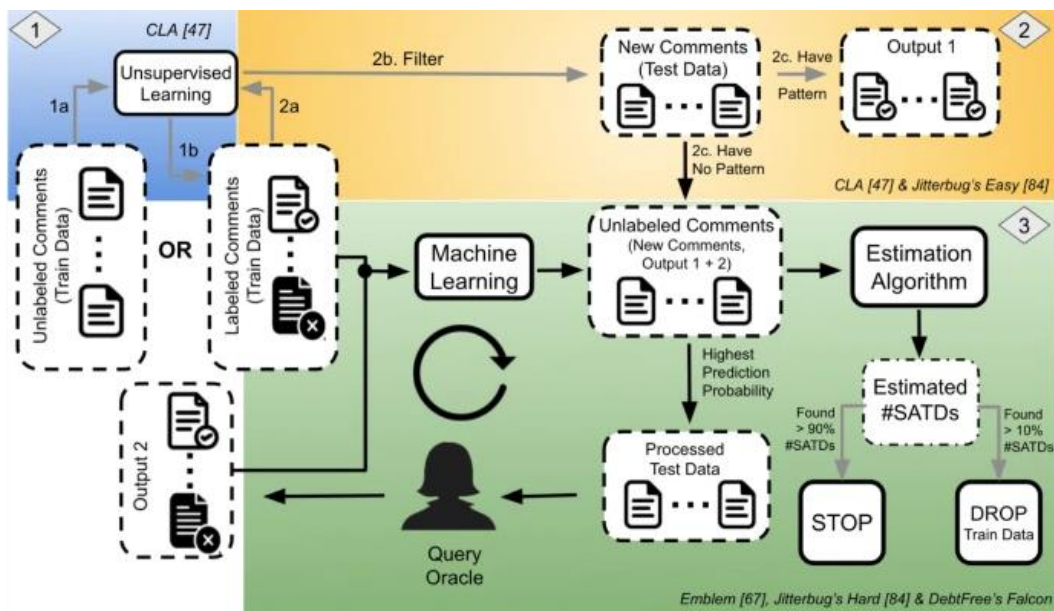 1
CLA [47]
Unsupervised
Learning
1a
1b
2a
2b. Filter
New Comments
(Test Data)
2c. Have
Pattern
Output 1
2
2c. Have
No Pattern
CLA [47] & Jitterbug's Easy [84]
Unlabeled Comments
(Train Data)
OR
Labeled Comments
(Train Data)
Machine
Learning
Unlabeled Comments
(New Comments,
Output 1 + 2)
Estimation
Algorithm
3
Highest
Prediction
Probability
Estimated
#SATDs
Found
> 90%
#SATDs
Found
> 10%
#SATDs
Output 2
Query
Oracle
Processed
Test Data
STOP
DROP
Train Data
Emblem [67], Jitterbug's Hard [84] & DebtFree's Falcon